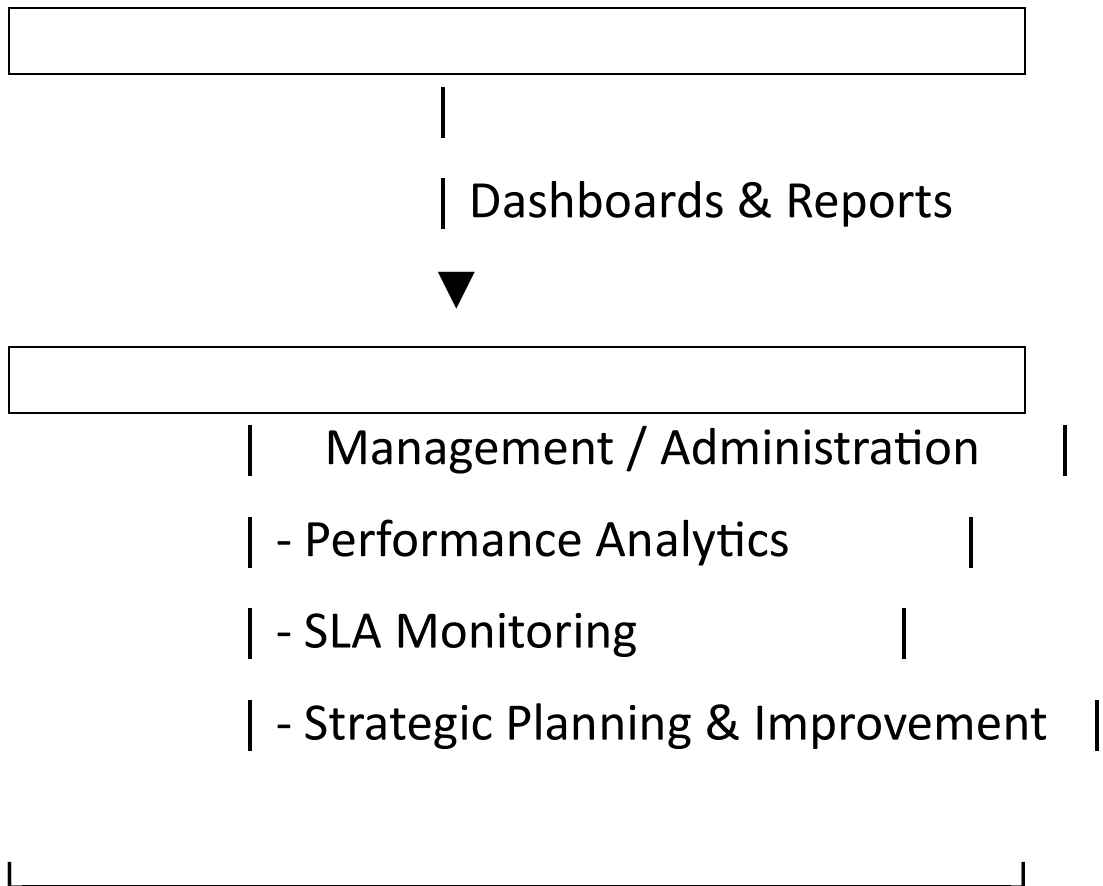 |
| Dashboards & Reports
▼
| Management / Administration |
| - Performance Analytics |
| - SLA Monitoring |
| - Strategic Planning & Improvement |